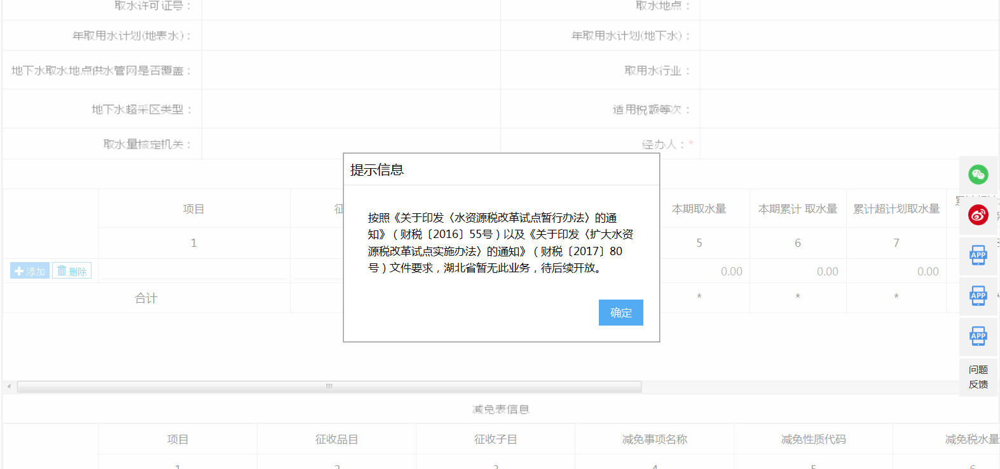 取水许可证号： 取水地点：
年取用水计划(地表水)： 年取用水计划(地下水)：
地下水取水地点供水管网是否覆盖： 取用水行业：
地下水超采区类型： 适用税额等次：
取水量核定机关： 经办人：*
提示信息
按照《关于印发〈水资源税改革试点暂行办法〉的通
知》（财税〔2016〕55号）以及《关于印发〈扩大水资
源税改革试点实施办法〉的通知》（财税〔2017〕80
号）文件要求，湖北省暂无此业务，待后续开放。
确定
项目 征 本期取水量 本期累计 取水量 累计超计划取水量
1 5 6 7
添加 删除 0.00 0.00 0.00
合计 * * *
APP
APP
APP
问题
反馈
减免表信息
项目 征收品目 征收子目 减免事项名称 减免性质代码 减免税水量
1 2 3 4 5 6